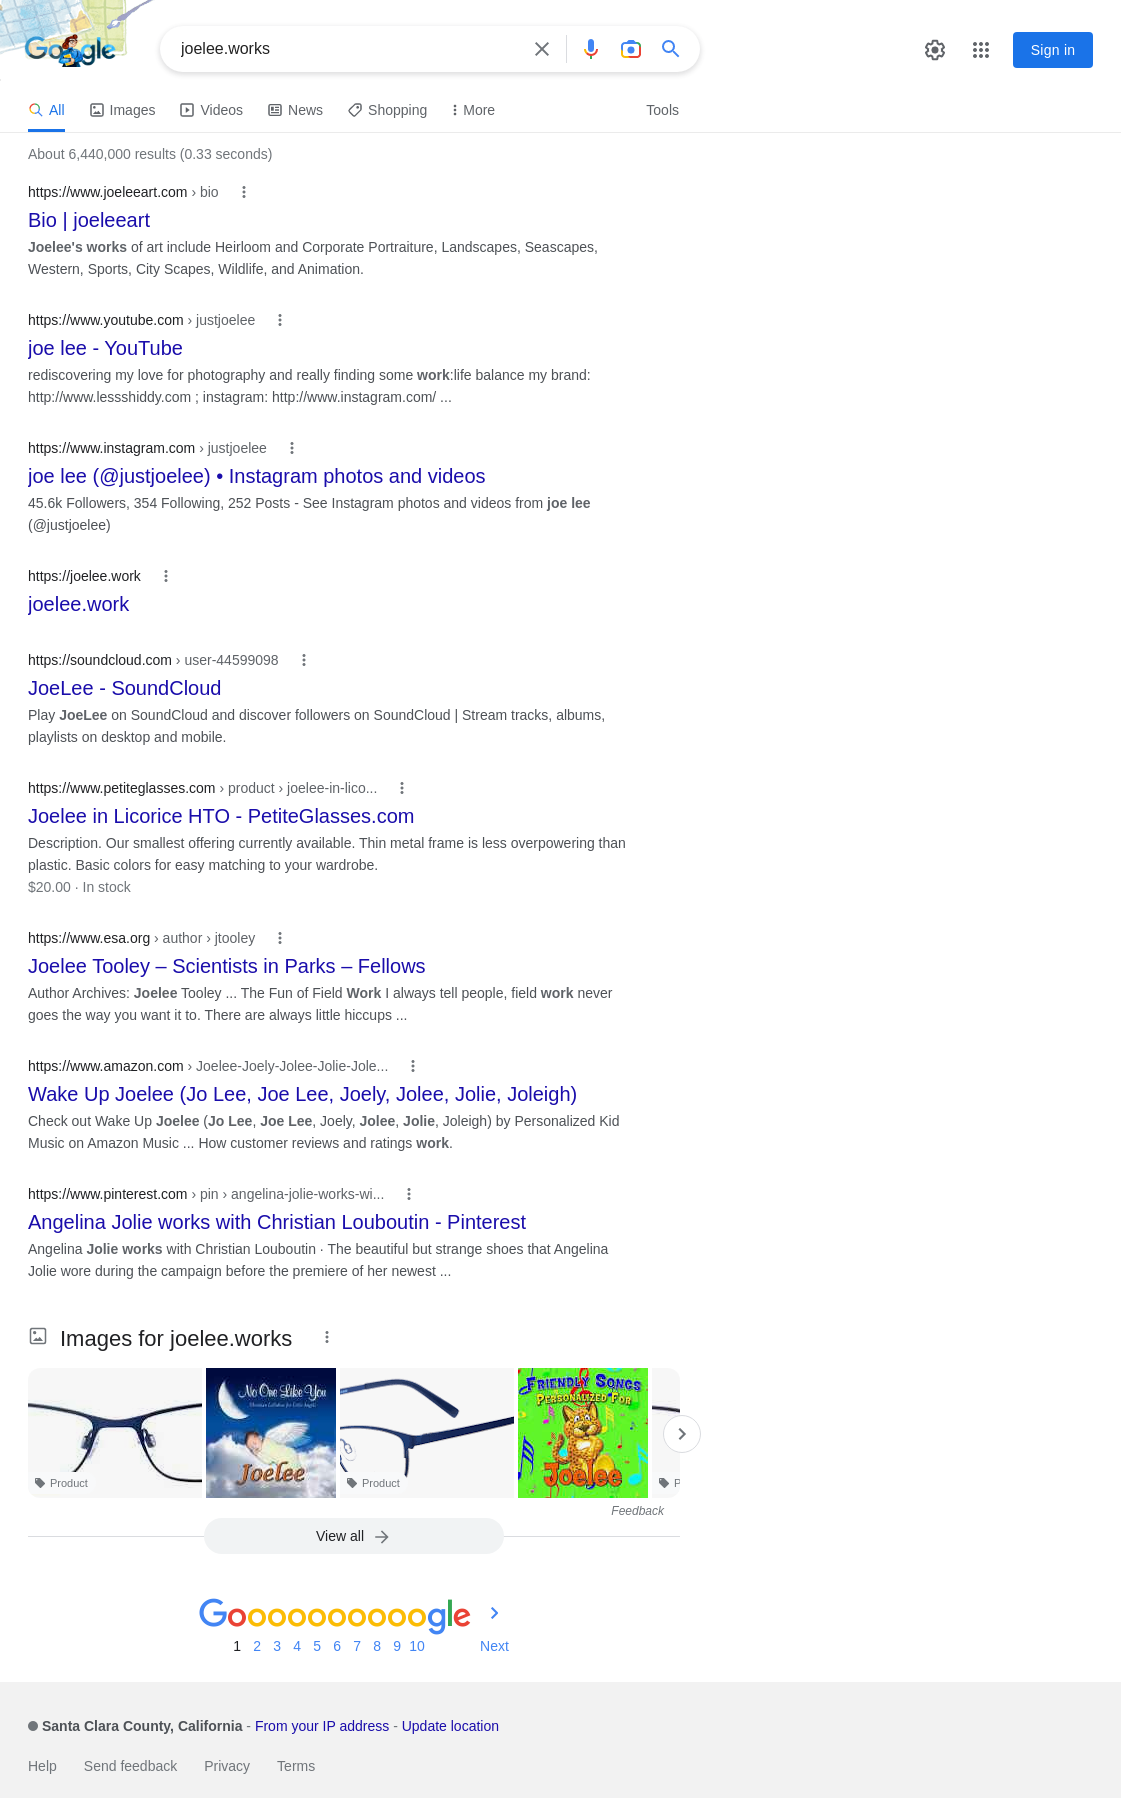 Google
joelee.works
Sign in
All
Images
Videos
News
Shopping
More
Tools
About 6,440,000 results (0.33 seconds)
https://www.joeleeart.com › bio
Bio | joeleeart
Joelee's works of art include Heirloom and Corporate Portraiture, Landscapes, Seascapes,
Western, Sports, City Scapes, Wildlife, and Animation.
https://www.youtube.com › justjoelee
joe lee - YouTube
rediscovering my love for photography and really finding some work:life balance my brand:
http://www.lessshiddy.com ; instagram: http://www.instagram.com/ ...
https://www.instagram.com › justjoelee
joe lee (@justjoelee) • Instagram photos and videos
45.6k Followers, 354 Following, 252 Posts - See Instagram photos and videos from joe lee
(@justjoelee)
https://joelee.work
joelee.work
https://soundcloud.com › user-44599098
JoeLee - SoundCloud
Play JoeLee on SoundCloud and discover followers on SoundCloud | Stream tracks, albums,
playlists on desktop and mobile.
https://www.petiteglasses.com › product › joelee-in-lico...
Joelee in Licorice HTO - PetiteGlasses.com
Description. Our smallest offering currently available. Thin metal frame is less overpowering than
plastic. Basic colors for easy matching to your wardrobe.
$20.00 · In stock
https://www.esa.org › author › jtooley
Joelee Tooley – Scientists in Parks – Fellows
Author Archives: Joelee Tooley ... The Fun of Field Work I always tell people, field work never
goes the way you want it to. There are always little hiccups ...
https://www.amazon.com › Joelee-Joely-Jolee-Jolie-Jole...
Wake Up Joelee (Jo Lee, Joe Lee, Joely, Jolee, Jolie, Joleigh)
Check out Wake Up Joelee (Jo Lee, Joe Lee, Joely, Jolee, Jolie, Joleigh) by Personalized Kid
Music on Amazon Music ... How customer reviews and ratings work.
https://www.pinterest.com › pin › angelina-jolie-works-wi...
Angelina Jolie works with Christian Louboutin - Pinterest
Angelina Jolie works with Christian Louboutin · The beautiful but strange shoes that Angelina
Jolie wore during the campaign before the premiere of her newest ...
Images for joelee.works
Product
No One Like You
Joelee
Product
FRIENDLY SONGS
PERSONALIZED FOR
Joelee
P
Feedback
View all
Goooooooooogle
1 2 3 4 5 6 7 8 9 10 Next
Santa Clara County, California - From your IP address - Update location
Help
Send feedback
Privacy
Terms